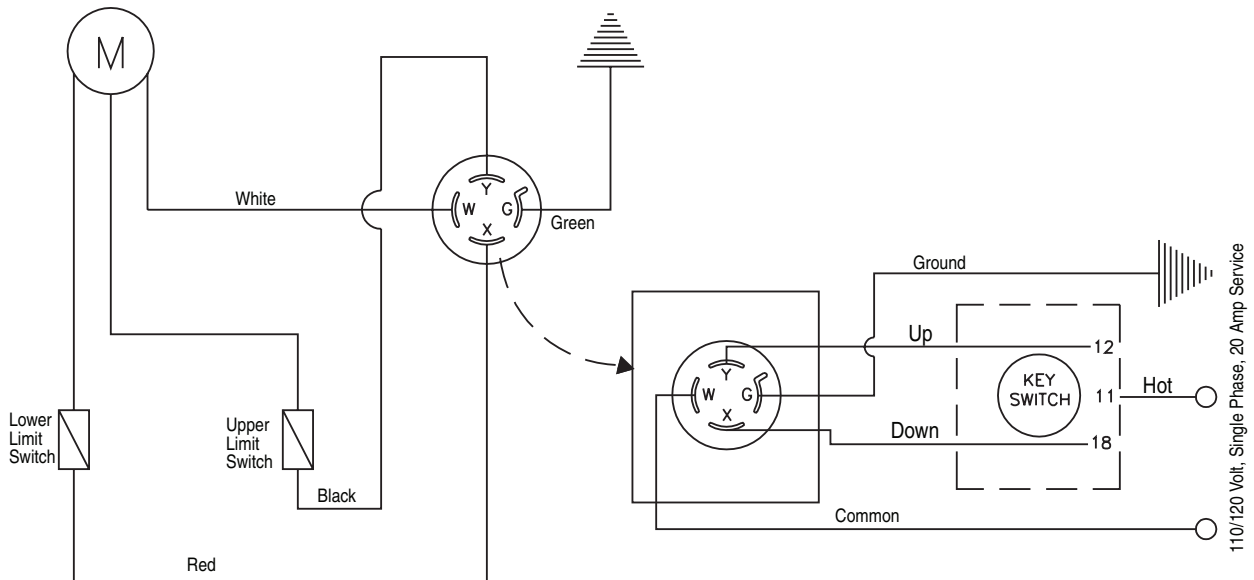 M
White
Y
W
G
X
Green
Lower
Limit
Switch
Upper
Limit
Switch
Black
Red
Ground
Up
12
Y
W
G
X
KEY
SWITCH
11
Hot
Down
18
Common
110/120 Volt, Single Phase, 20 Amp Service